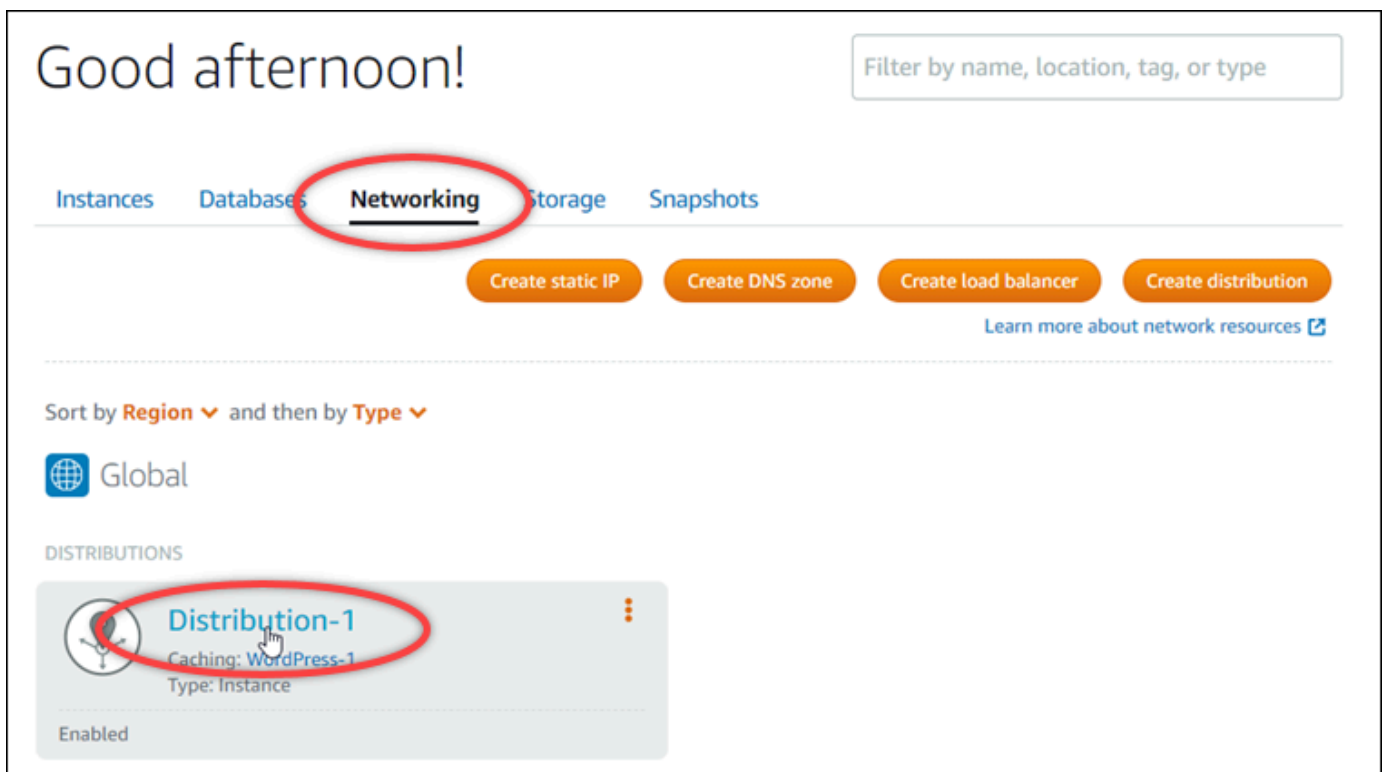 Good afternoon!
Filter by name, location, tag, or type
Instances Databases Networking Storage Snapshots
Create static IP Create DNS zone Create load balancer Create distribution
Learn more about network resources
Sort by Region and then by Type
Global
DISTRIBUTIONS
Distribution-1
Caching: WordPress-1
Type: Instance
Enabled